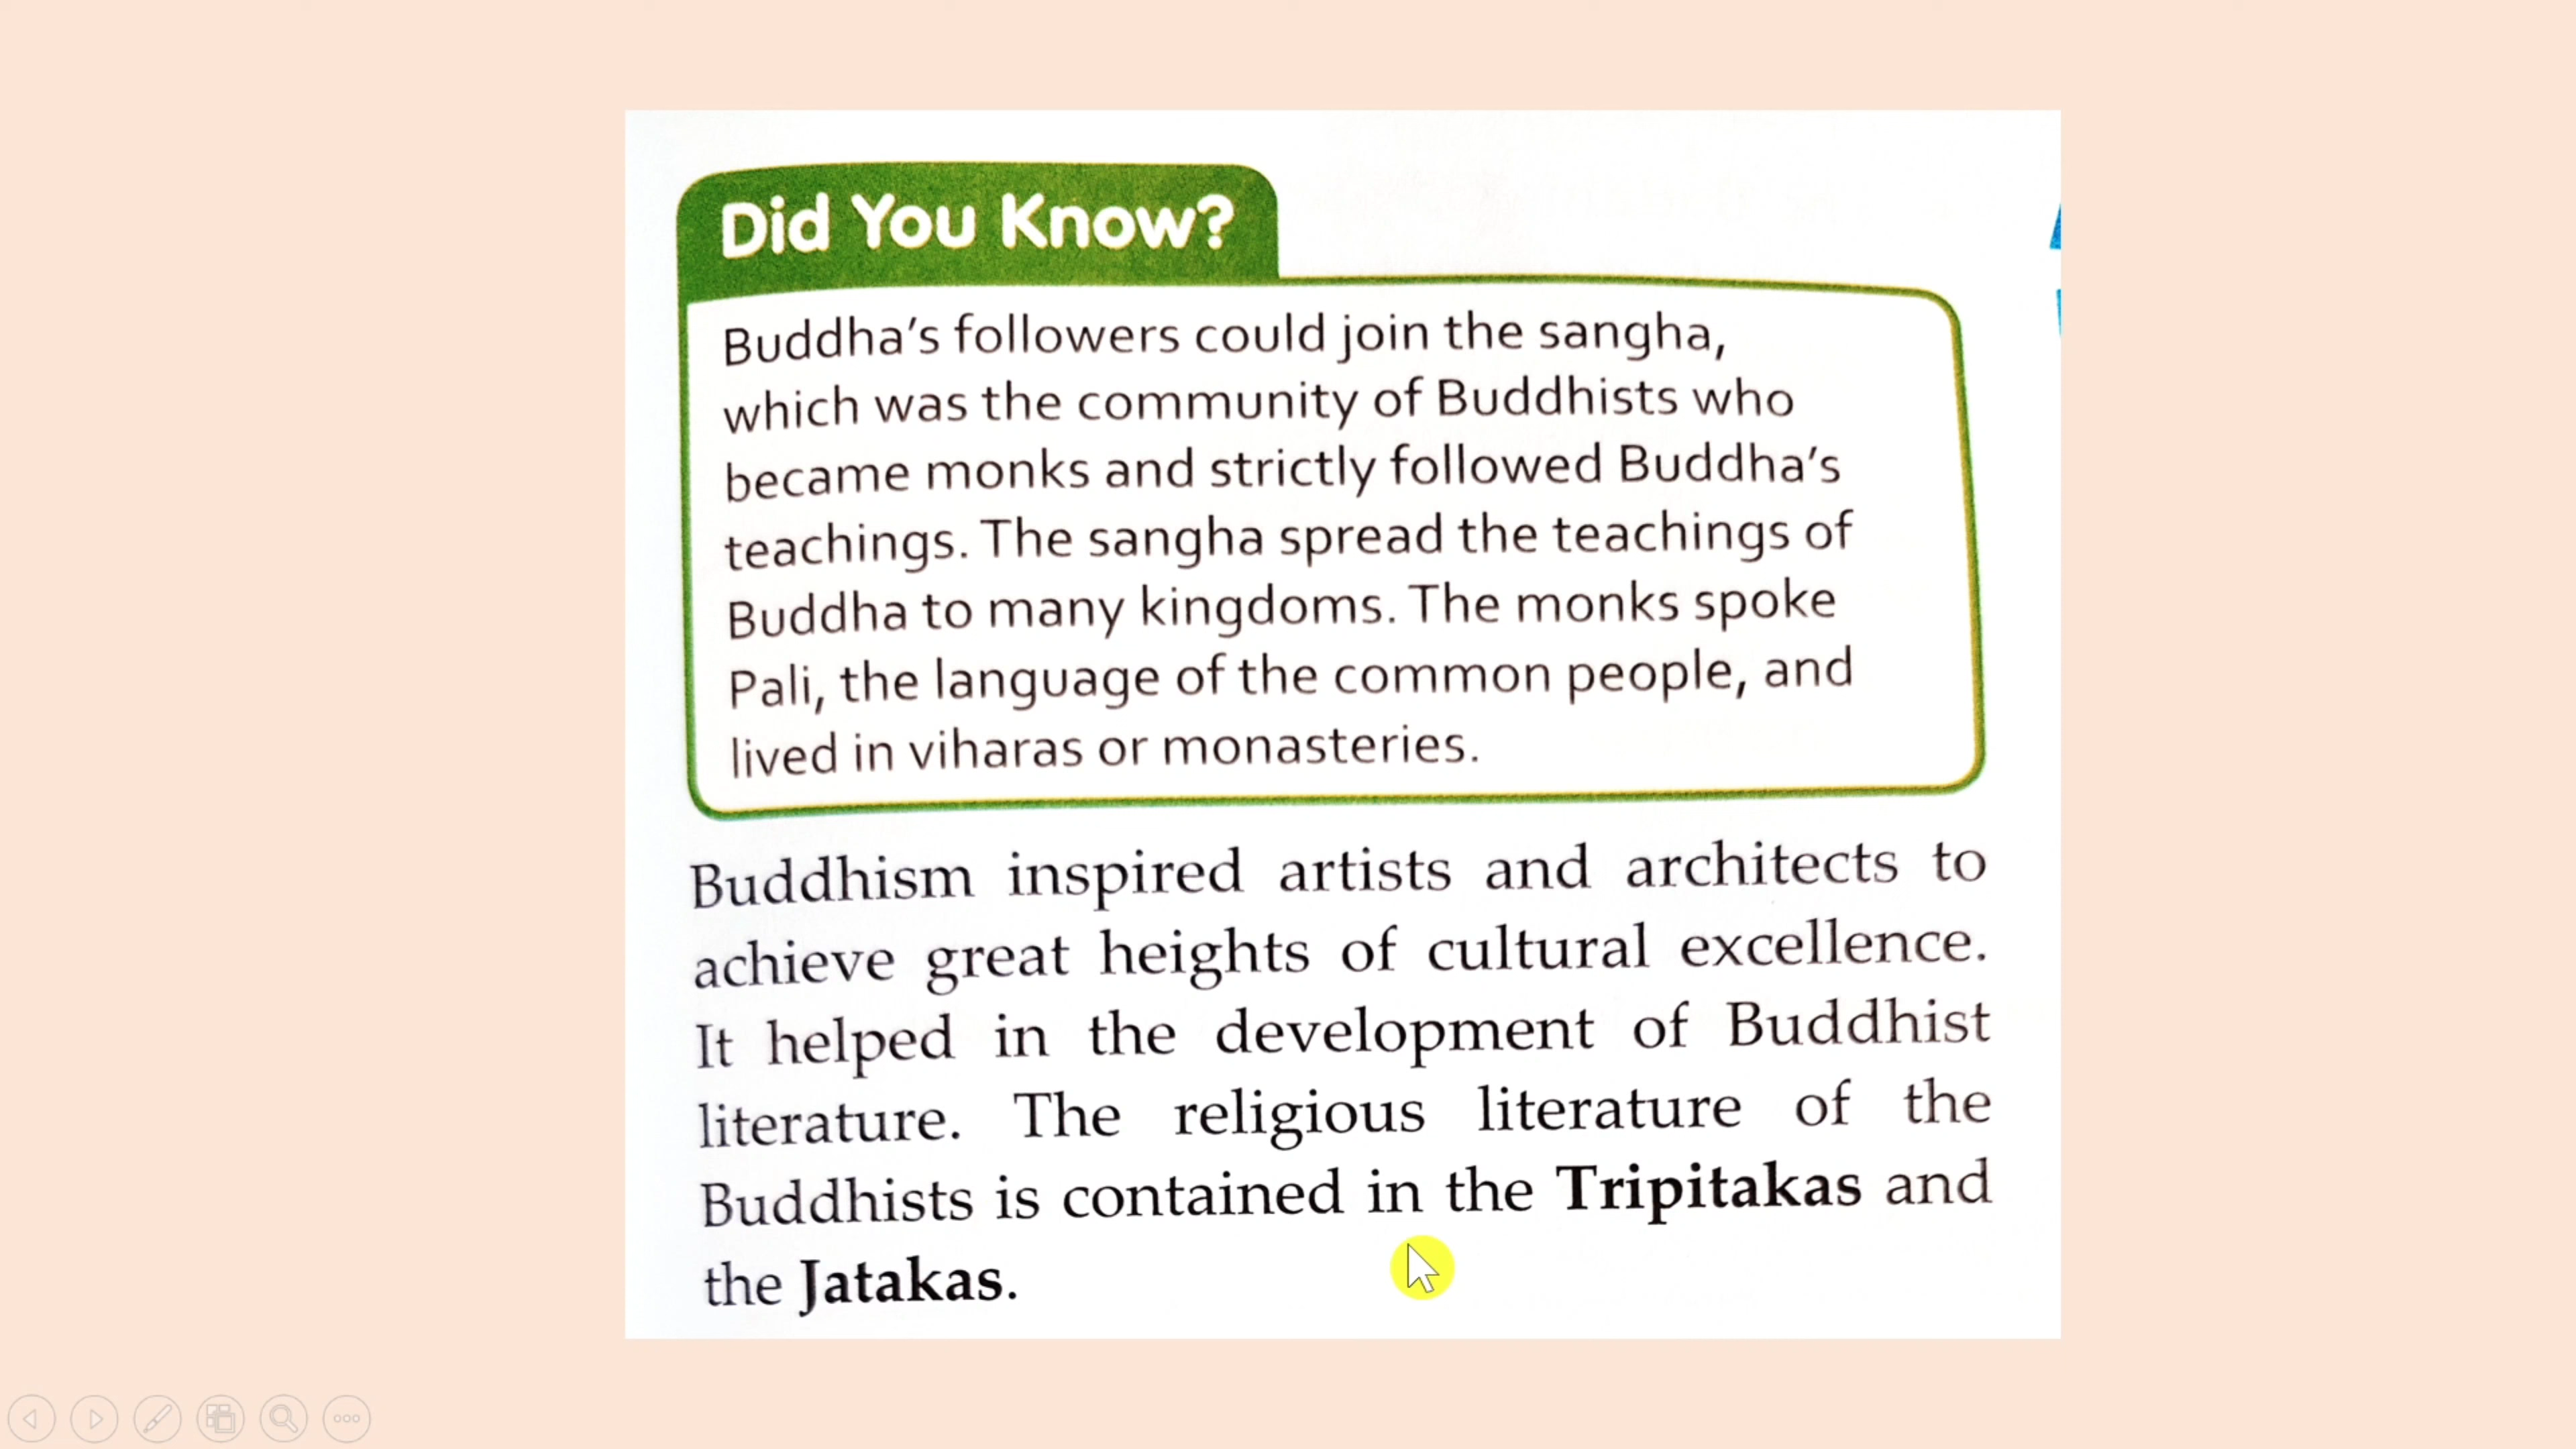 Did You Know?
Buddha's followers could join the sangha,
which was the community of Buddhists who
became monks and strictly followed Buddha's
teachings. The sangha spread the teachings of
Buddha to many kingdoms. The monks spoke
Pali, the language of the common people, and
lived in viharas or monasteries.
Buddhism inspired artists and architects to
achieve great heights of cultural excellence.
It helped in the development of Buddhist
literature. The religious literature of the
Buddhists is contained in the Tripitakas and
the Jatakas.